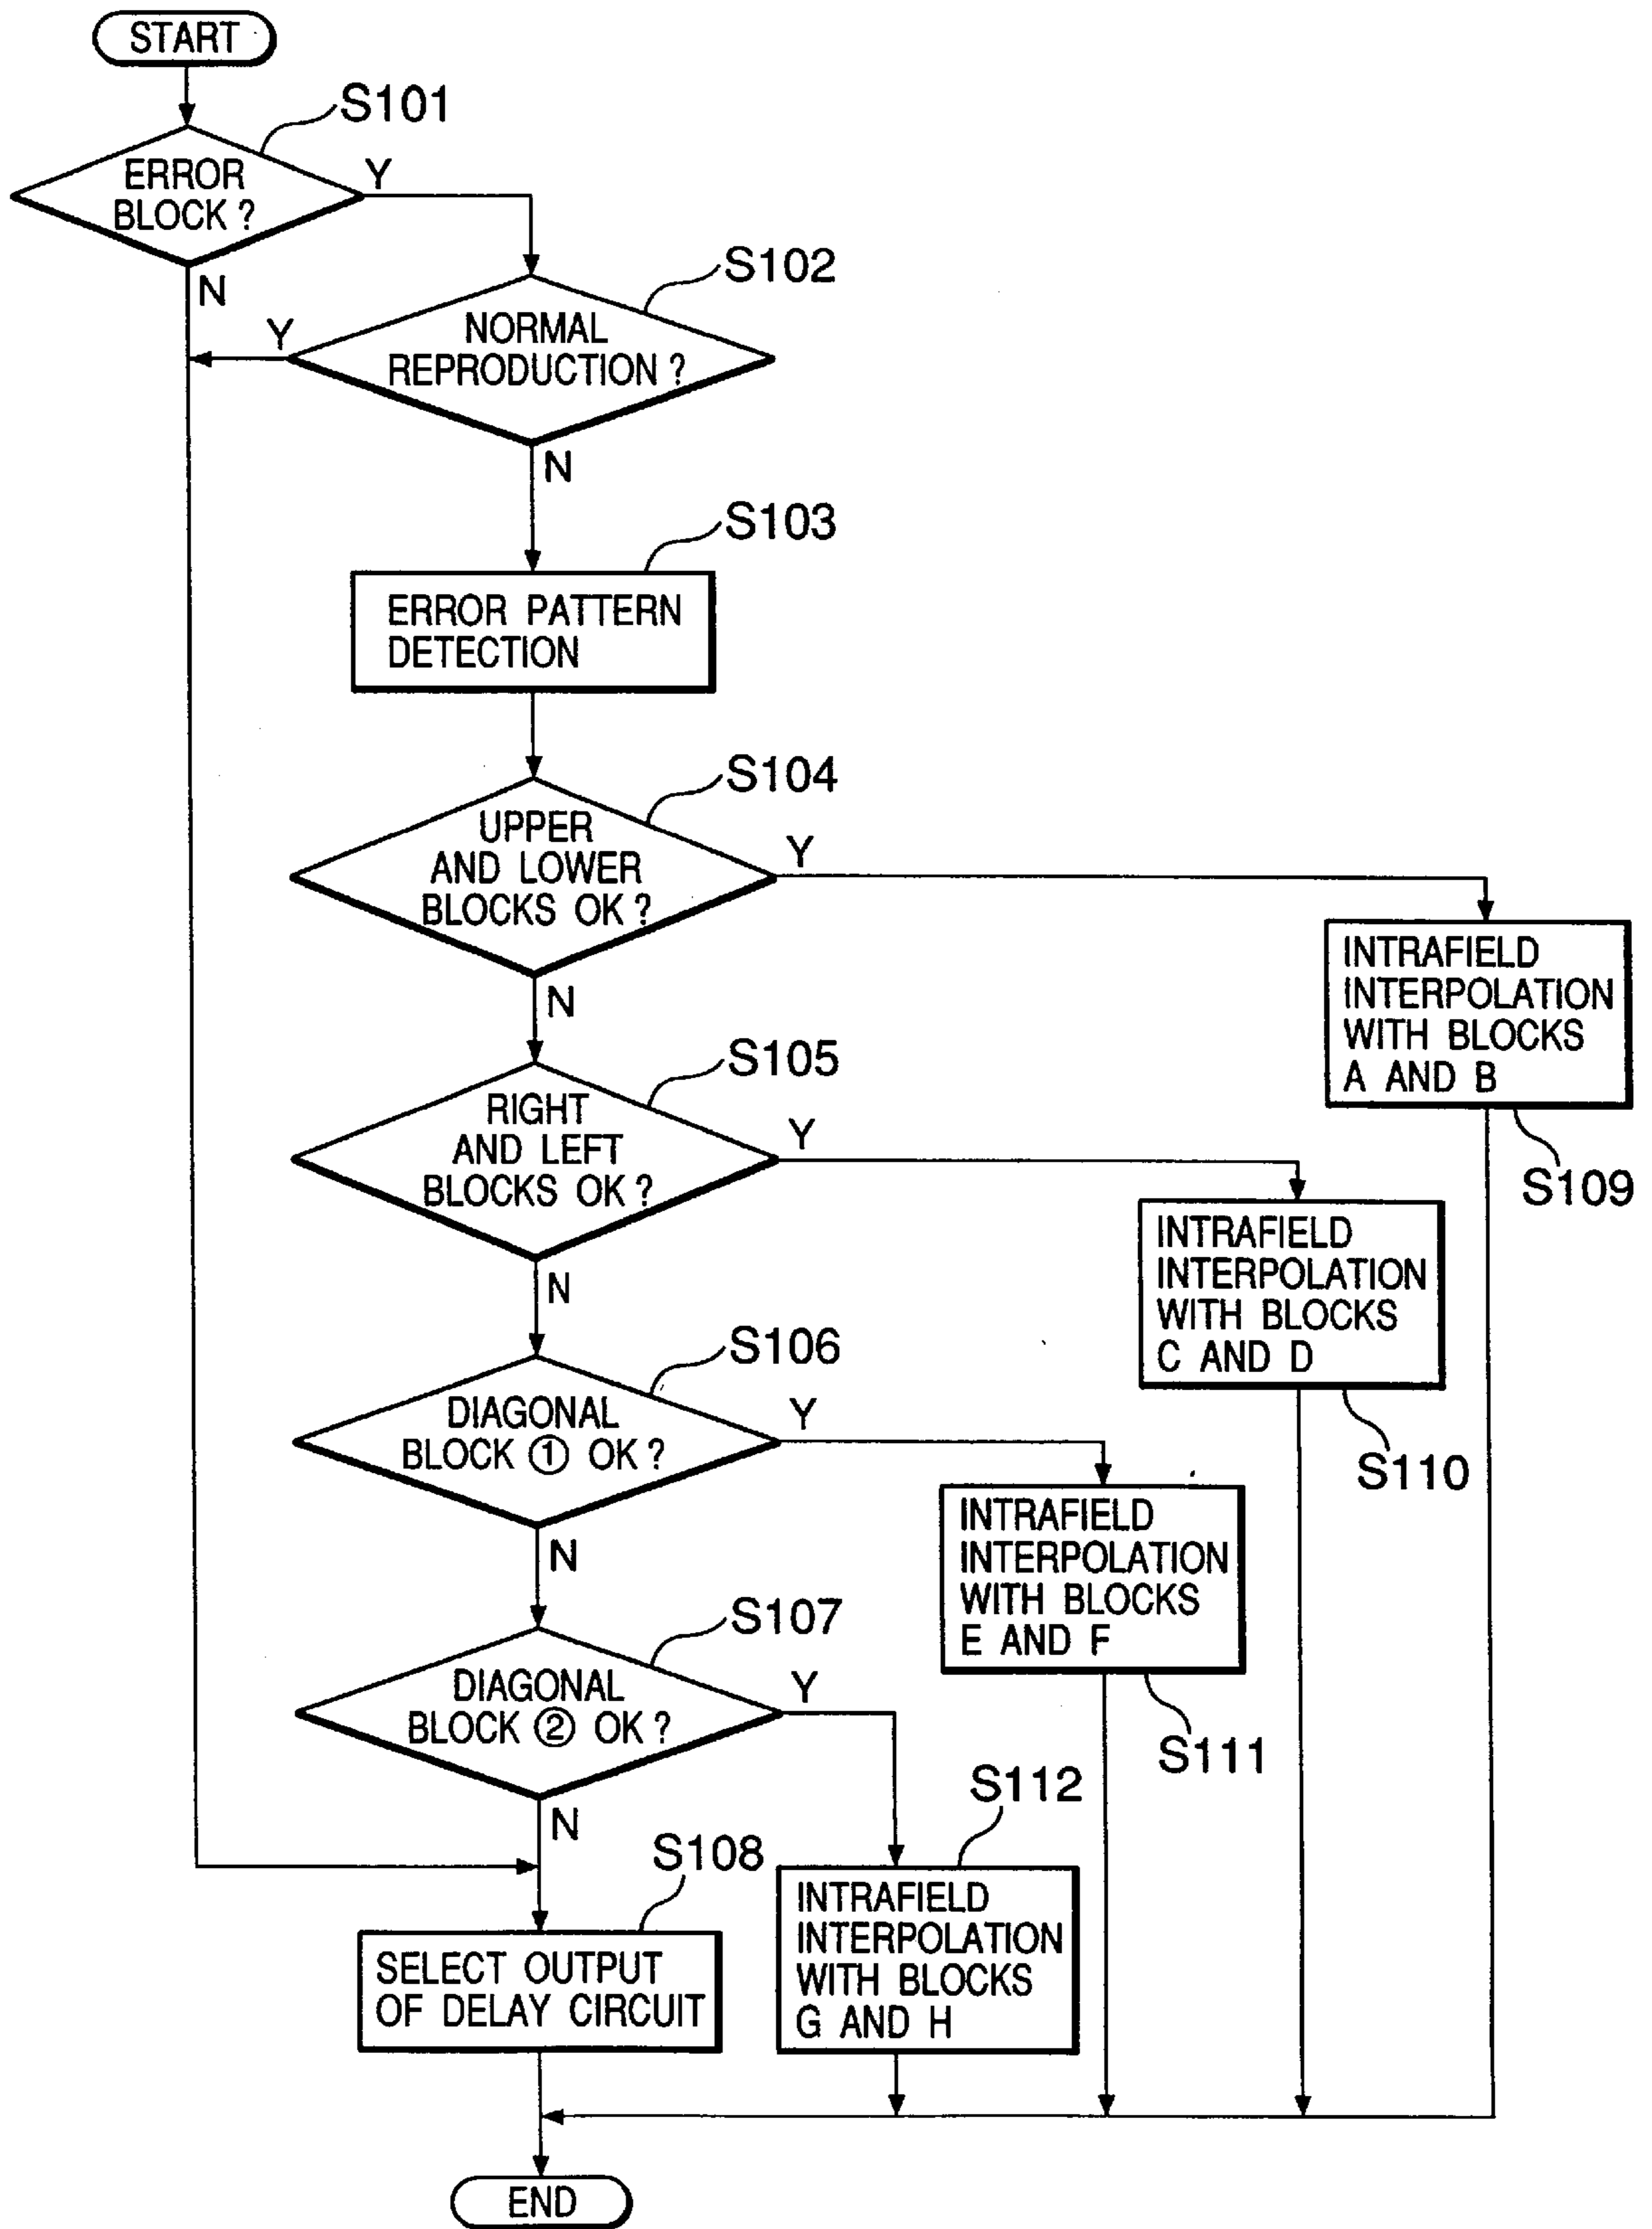 START
S101
ERROR
BLOCK ?
Y
N
S102
NORMAL
REPRODUCTION ?
Y
N
S103
ERROR PATTERN
DETECTION
S104
UPPER
AND LOWER
BLOCKS OK ?
Y
N
INTRAFIELD
INTERPOLATION
WITH BLOCKS
A AND B
S109
S105
RIGHT
AND LEFT
BLOCKS OK ?
Y
N
INTRAFIELD
INTERPOLATION
WITH BLOCKS
C AND D
S110
S106
DIAGONAL
BLOCK ① OK ?
Y
N
INTRAFIELD
INTERPOLATION
WITH BLOCKS
E AND F
S111
S107
DIAGONAL
BLOCK ② OK ?
Y
N
S112
INTRAFIELD
INTERPOLATION
WITH BLOCKS
G AND H
S108
SELECT OUTPUT
OF DELAY CIRCUIT
END